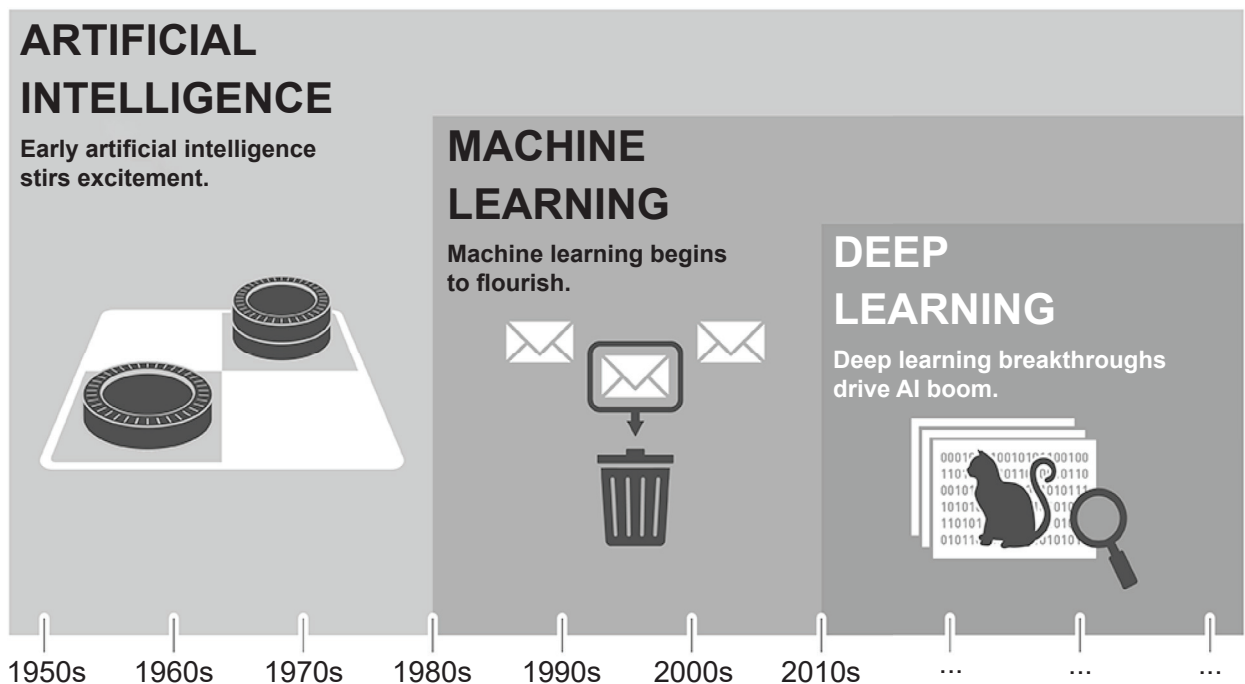 ARTIFICIAL
INTELLIGENCE
Early artificial intelligence
stirs excitement.
MACHINE
LEARNING
Machine learning begins
to flourish.
DEEP
LEARNING
Deep learning breakthroughs
drive AI boom.
1950s 1960s 1970s 1980s 1990s 2000s 2010s ... ... ...